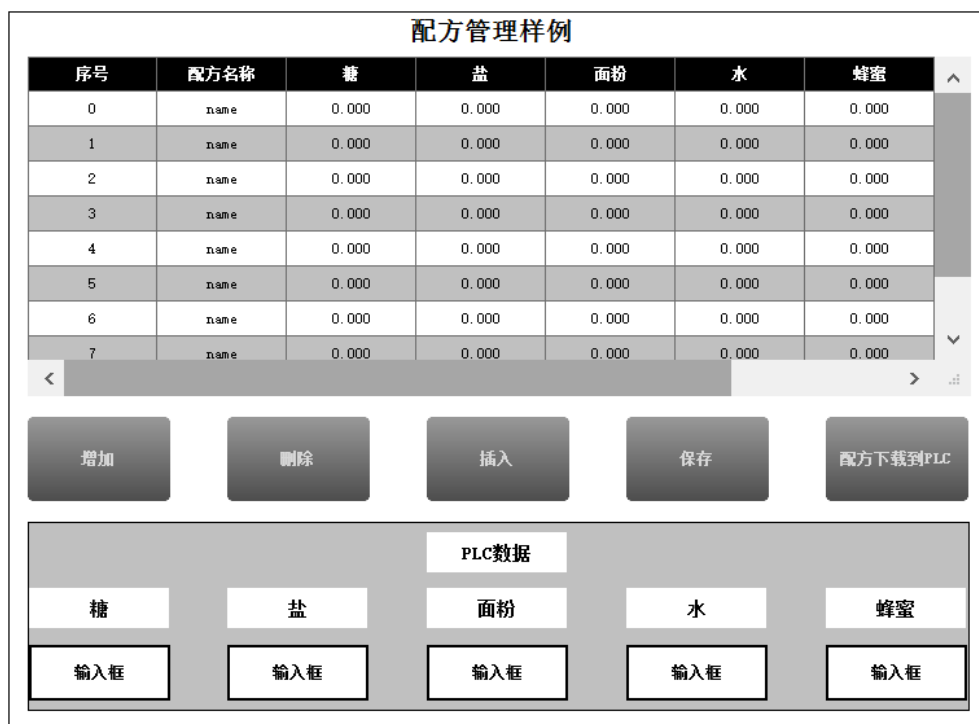 配方管理样例
序号 配方名称 糖 盐 面粉 水 蜂蜜
0 name 0.000 0.000 0.000 0.000 0.000
1 name 0.000 0.000 0.000 0.000 0.000
2 name 0.000 0.000 0.000 0.000 0.000
3 name 0.000 0.000 0.000 0.000 0.000
4 name 0.000 0.000 0.000 0.000 0.000
5 name 0.000 0.000 0.000 0.000 0.000
6 name 0.000 0.000 0.000 0.000 0.000
7 name 0.000 0.000 0.000 0.000 0.000
增加 删除 插入 保存 配方下载到PLC
PLC数据
糖 盐 面粉 水 蜂蜜
输入框 输入框 输入框 输入框 输入框